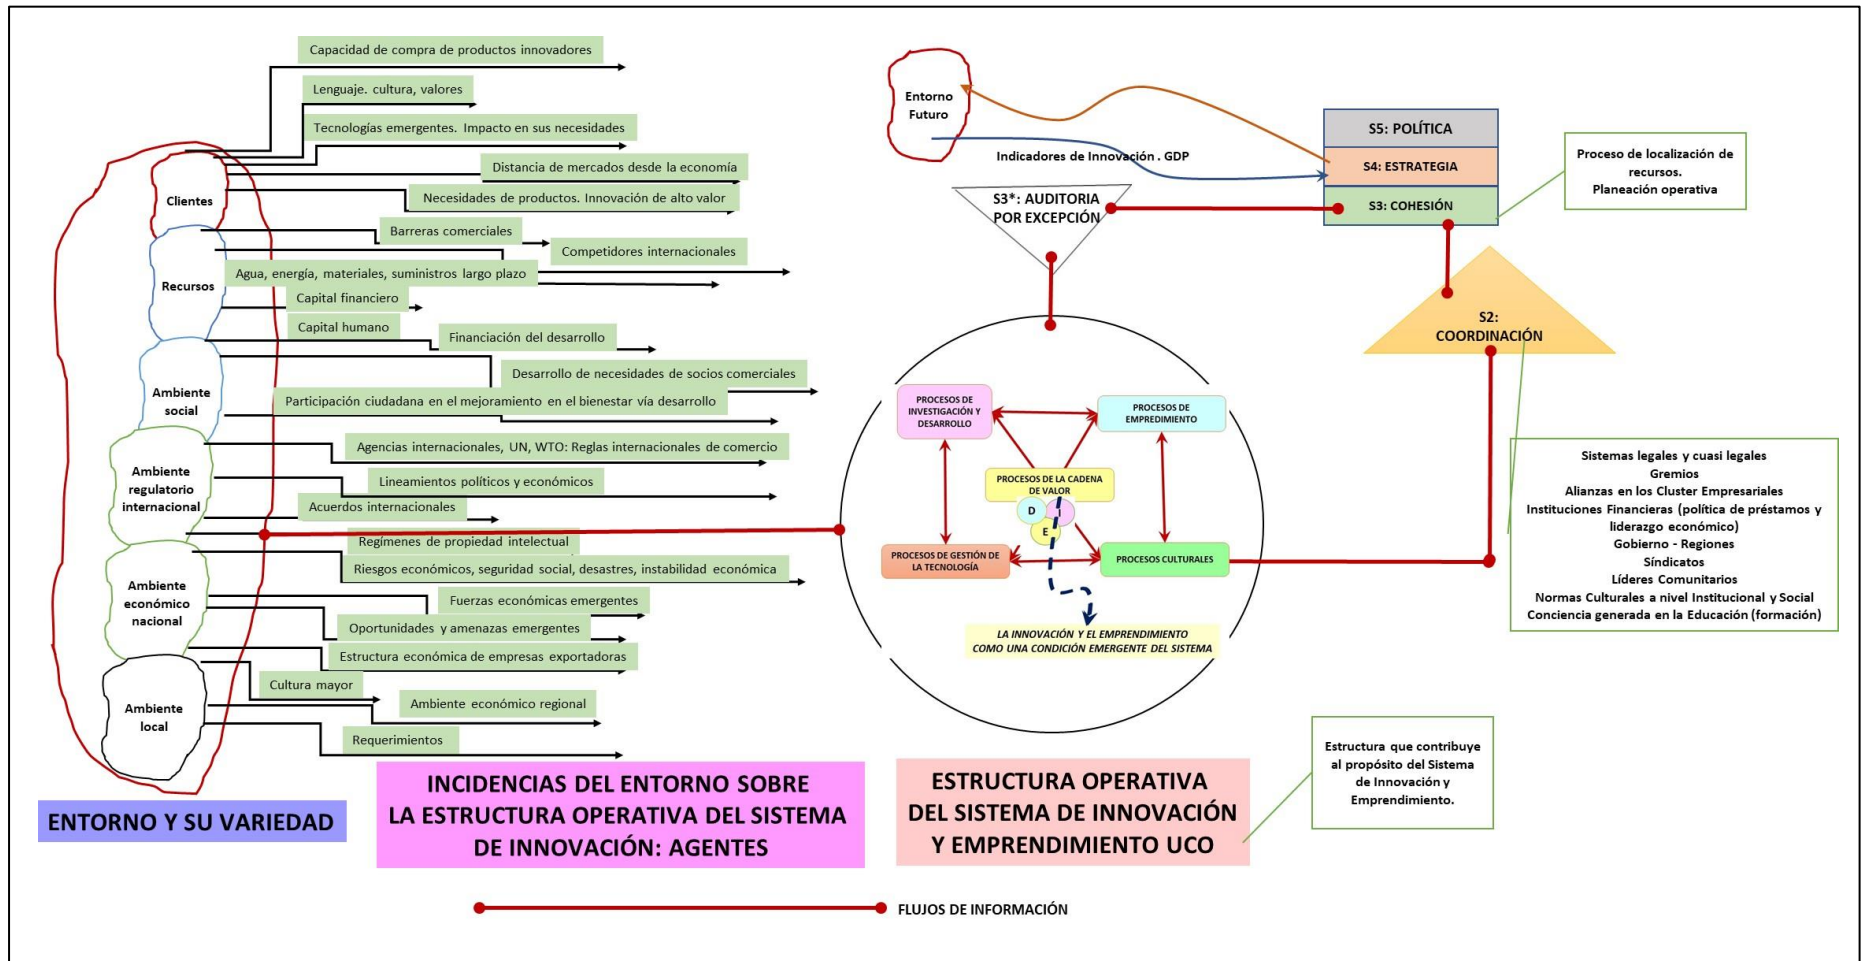 Capacidad de compra de productos innovadores
Lenguaje. cultura, valores
Tecnologías emergentes. Impacto en sus necesidades
Distancia de mercados desde la economía
Necesidades de productos. Innovación de alto valor
Clientes
Barreras comerciales
Competidores internacionales
Agua, energía, materiales, suministros largo plazo
Recursos
Capital financiero
Capital humano
Financiación del desarrollo
Desarrollo de necesidades de socios comerciales
Ambiente
social
Participación ciudadana en el mejoramiento en el bienestar vía desarrollo
Agencias internacionales, UN, WTO: Reglas internacionales de comercio
Ambiente
regulatorio
internacional
Lineamientos políticos y económicos
Acuerdos internacionales
Regímenes de propiedad intelectual
Riesgos económicos, seguridad social, desastres, instabilidad económica
Ambiente
económico
nacional
Fuerzas económicas emergentes
Oportunidades y amenazas emergentes
Estructura económica de empresas exportadoras
Cultura mayor
Ambiente económico regional
Ambiente
local
Requerimientos
ENTORNO Y SU VARIEDAD
INCIDENCIAS DEL ENTORNO SOBRE
LA ESTRUCTURA OPERATIVA DEL SISTEMA
DE INNOVACIÓN: AGENTES
Entorno
Futuro
Indicadores de Innovación . GDP
S5: POLÍTICA
S4: ESTRATEGIA
S3: COHESIÓN
Proceso de localización de
recursos.
Planeación operativa
S3*: AUDITORIA
POR EXCEPCIÓN
S2:
COORDINACIÓN
PROCESOS DE
INVESTIGACIÓN Y
DESARROLLO
PROCESOS DE
EMPREDIMIENTO
PROCESOS DE LA CADENA
DE VALOR
D
I
E
PROCESOS DE GESTIÓN DE
LA TECNOLOGÍA
PROCESOS CULTURALES
LA INNOVACIÓN Y EL EMPRENDIMIENTO
COMO UNA CONDICIÓN EMERGENTE DEL SISTEMA
Sistemas legales y cuasi legales
Gremios
Alianzas en los Cluster Empresariales
Instituciones Financieras (política de préstamos y
liderazgo económico)
Gobierno - Regiones
Síndicatos
Líderes Comunitarios
Normas Culturales a nivel Institucional y Social
Conciencia generada en la Educación (formación)
ESTRUCTURA OPERATIVA
DEL SISTEMA DE INNOVACIÓN
Y EMPRENDIMIENTO UCO
Estructura que contribuye
al propósito del Sistema
de Innovación y
Emprendimiento.
FLUJOS DE INFORMACIÓN